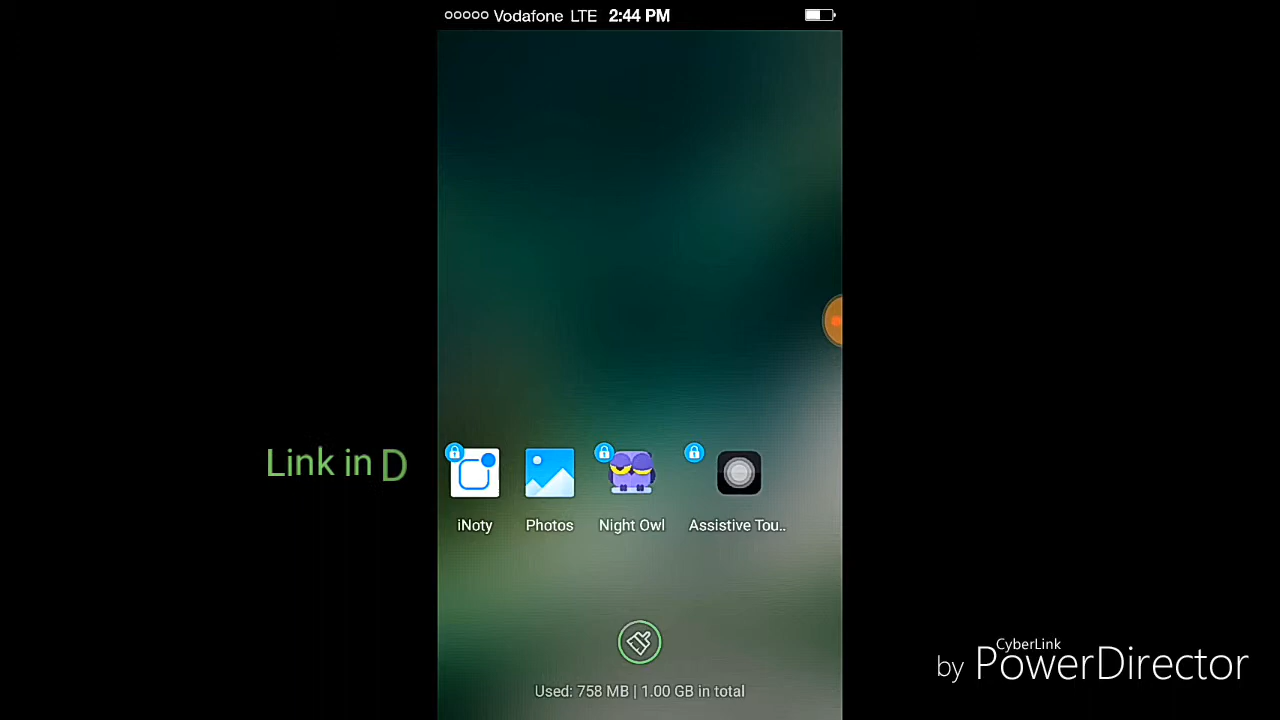 Vodafone LTE 2:44 PM
Link in D
iNoty
Photos
Night Owl
Assistive Tou..
Used: 758 MB | 1.00 GB in total
by CyberLink PowerDirector